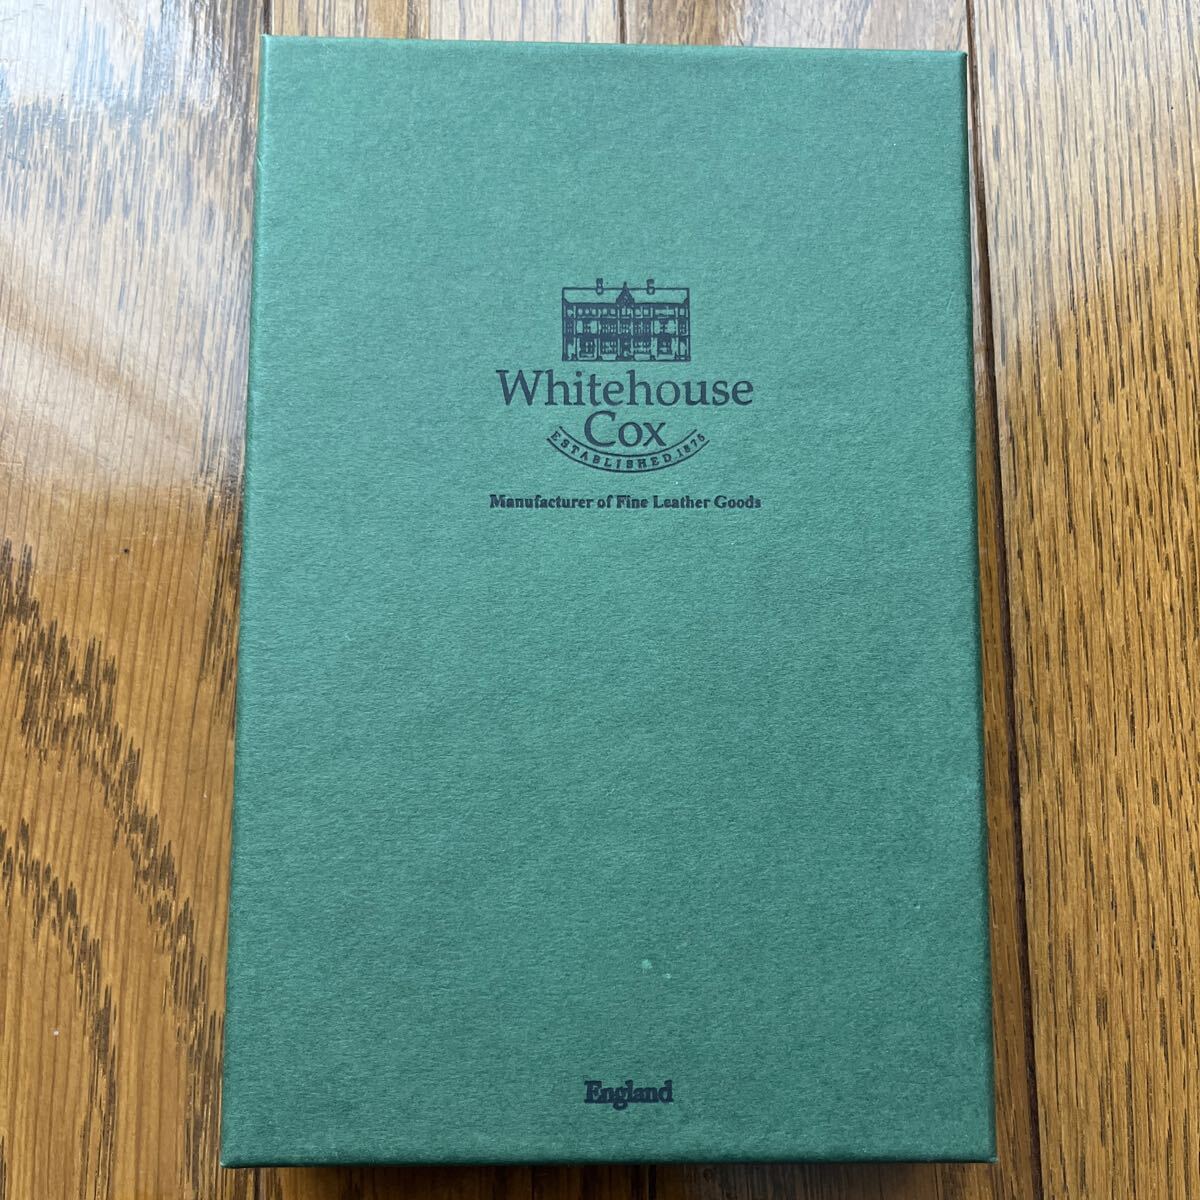 Whitehouse
Cox
ESTABLISHED 1875
Manufacturer of Fine Leather Goods
England